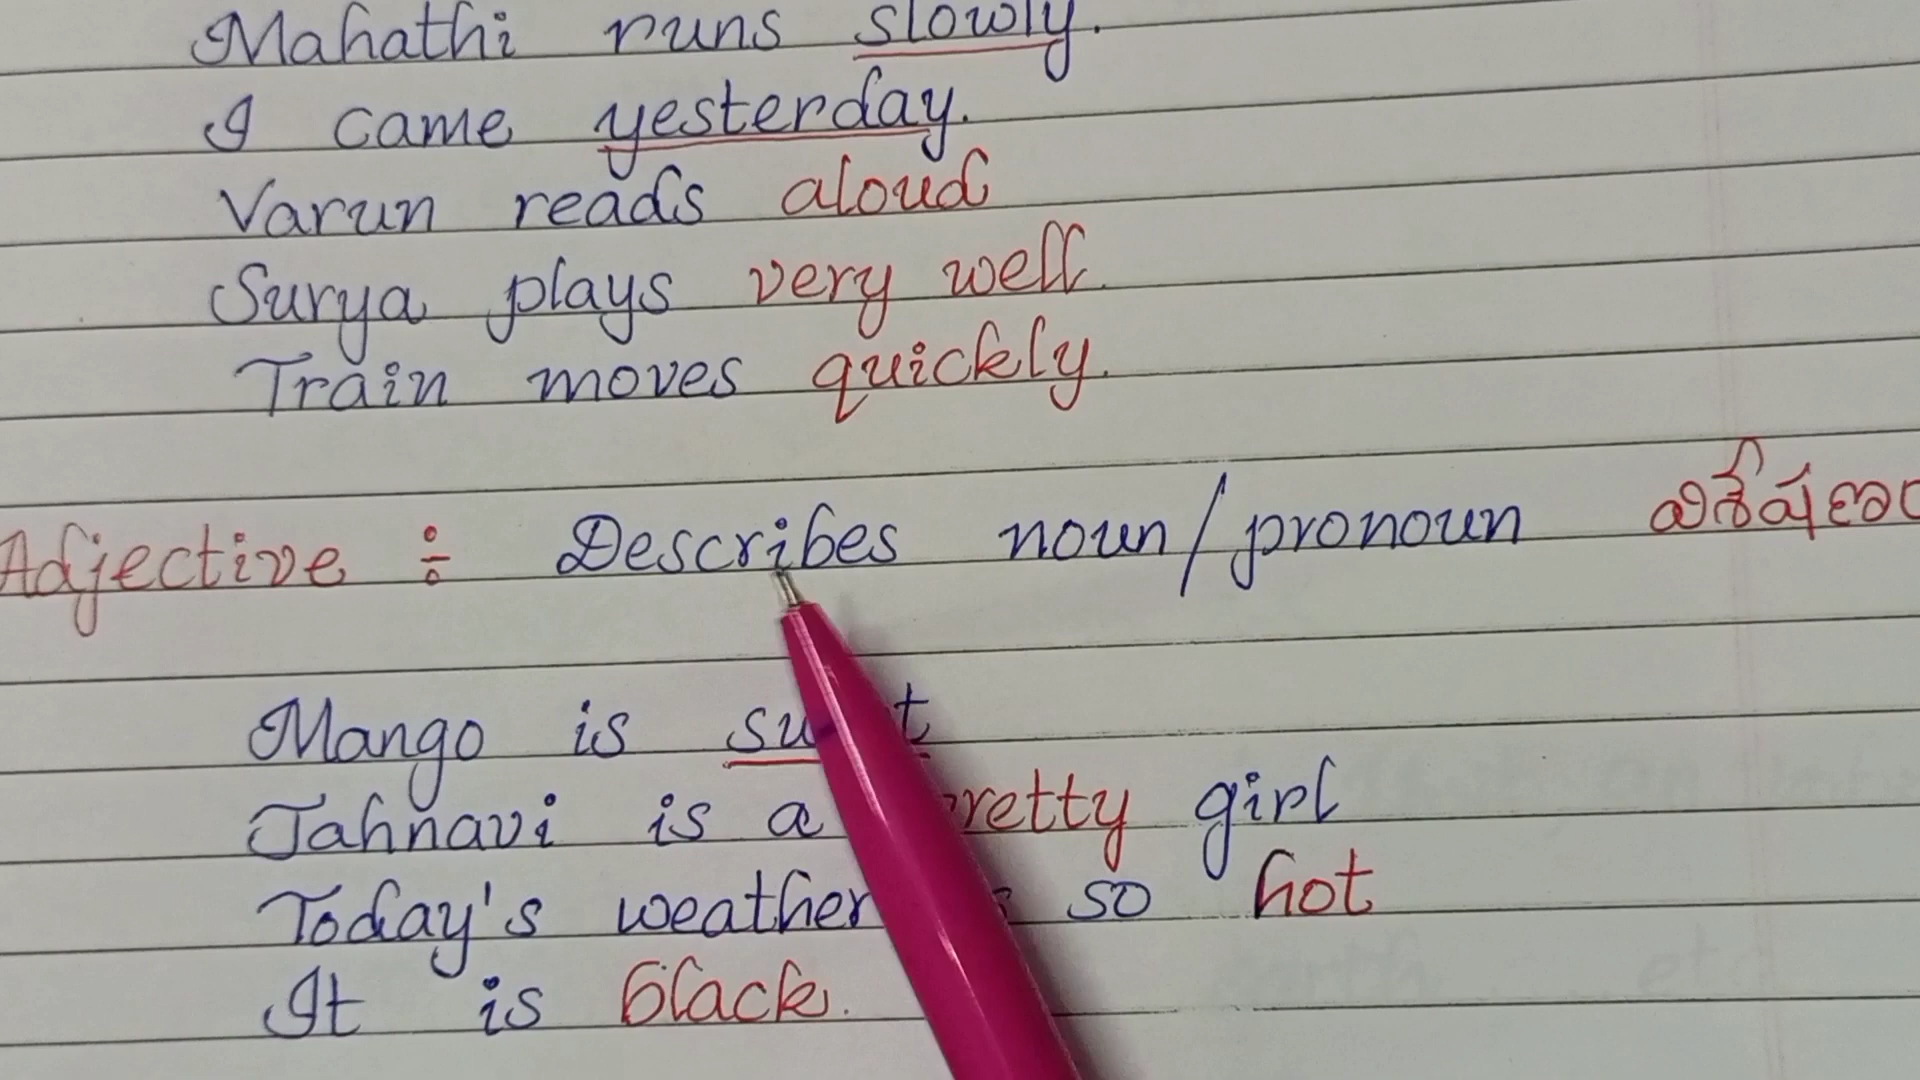 Mahathi runs slowly.
I came yesterday.
Varun reads aloud
Surya plays very well.
Train moves quickly.
Adjective ÷ Describes noun/pronoun
Mango is
Jahnavi is a girl
Today's weather so hot
It is black.